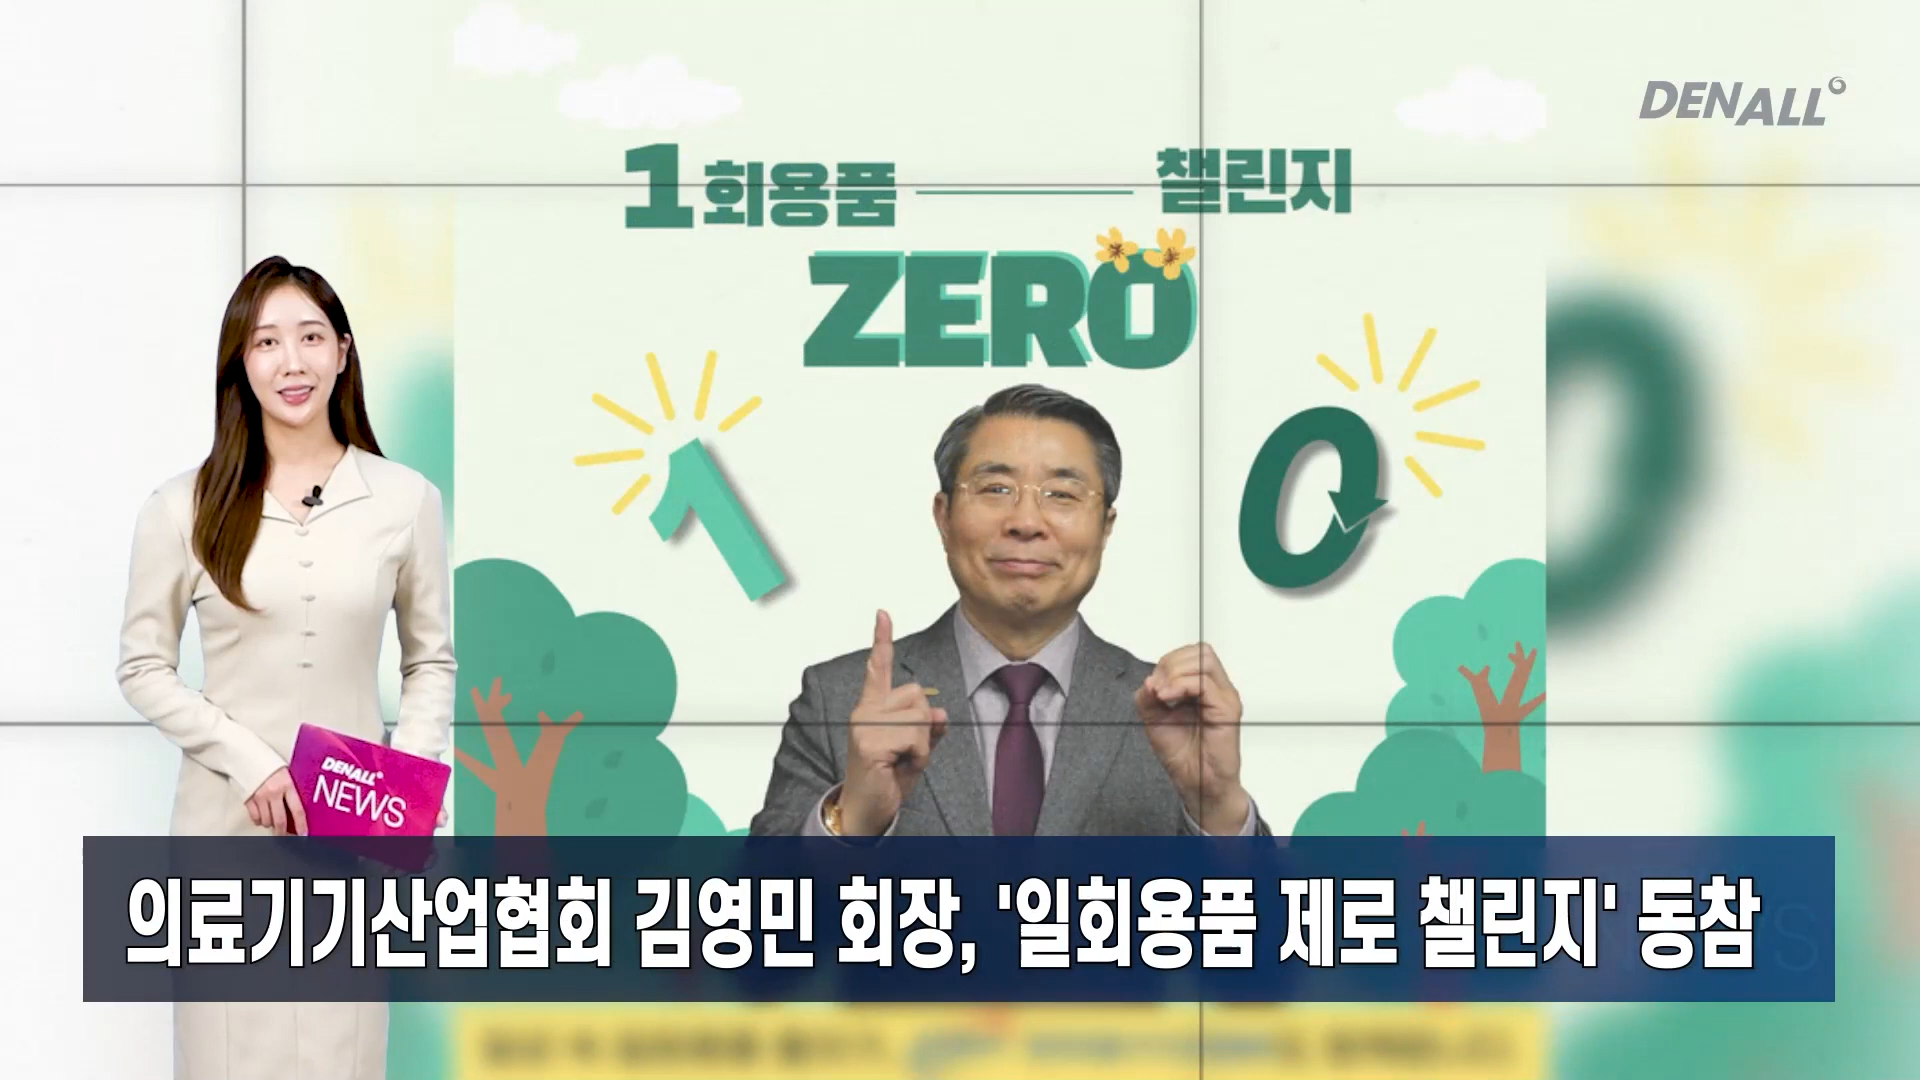 DENALL
1회용품 챌린지
ZERO
1 0
DENALL
NEWS
의료기기산업협회 김영민 회장, '일회용품 제로 챌린지' 동참